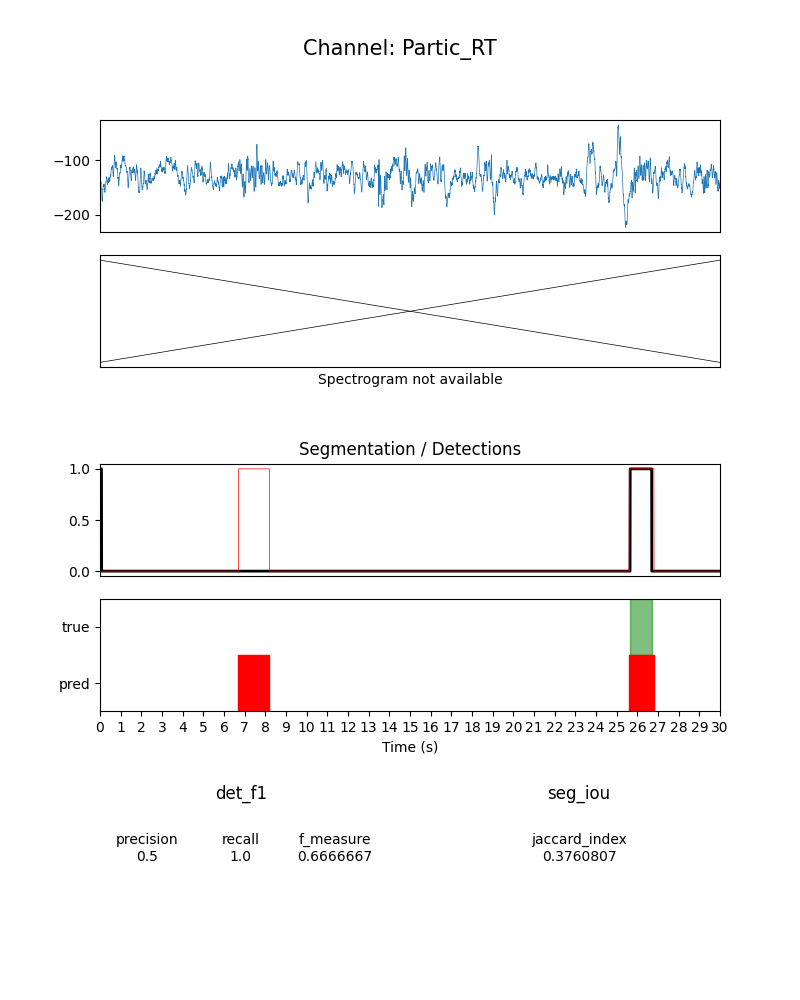 Channel: Partic_RT
−100
−200
Spectrogram not available
Segmentation / Detections
1.0
0.5
0.0
true
pred
0 1 2 3 4 5 6 7 8 9 10 11 12 13 14 15 16 17 18 19 20 21 22 23 24 25 26 27 28 29 30
Time (s)
det_f1 seg_iou
precision recall f_measure jaccard_index
0.5 1.0 0.6666667 0.3760807